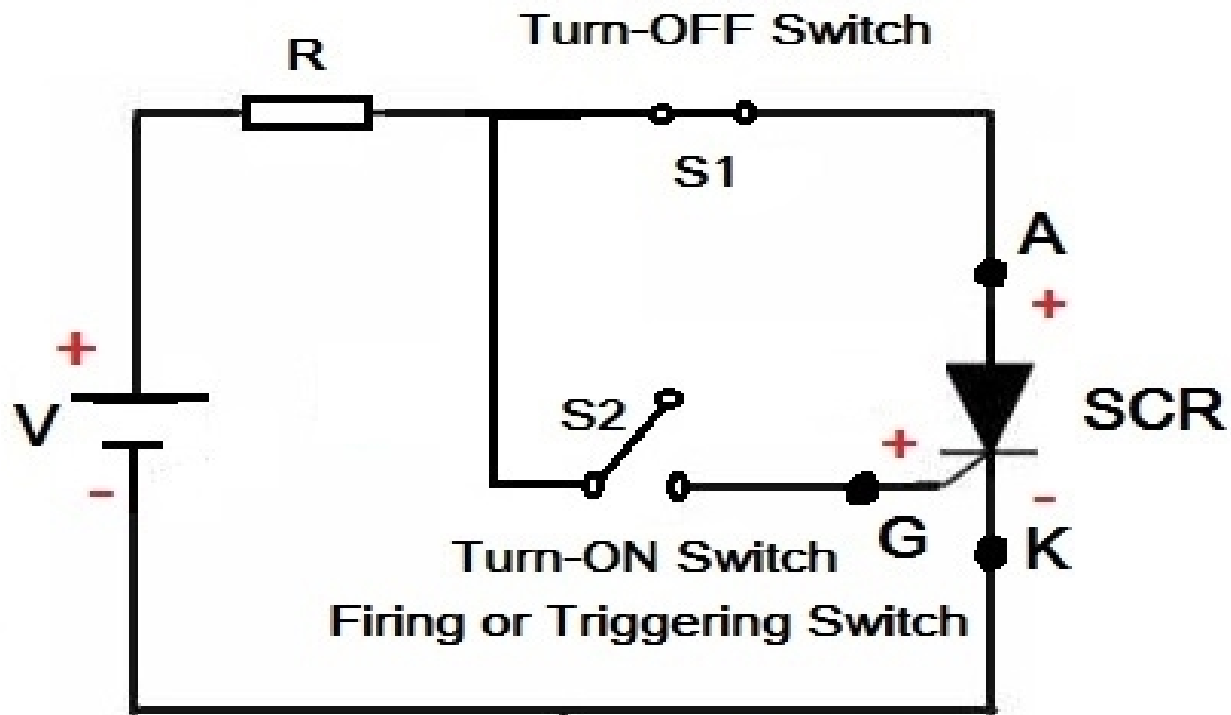 Turn-OFF Switch
R
S1
A
+
+
V
S2
SCR
+
-
-
G
K
Turn-ON Switch
Firing or Triggering Switch